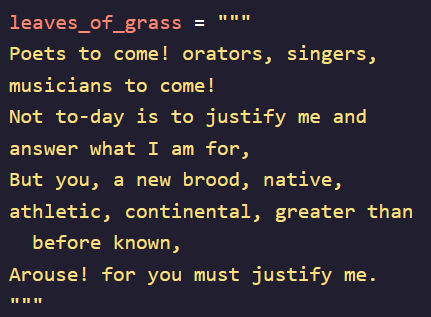 leaves_of_grass = """
Poets to come! orators, singers,
musicians to come!
Not to-day is to justify me and
answer what I am for,
But you, a new brood, native,
athletic, continental, greater than
  before known,
Arouse! for you must justify me.
"""